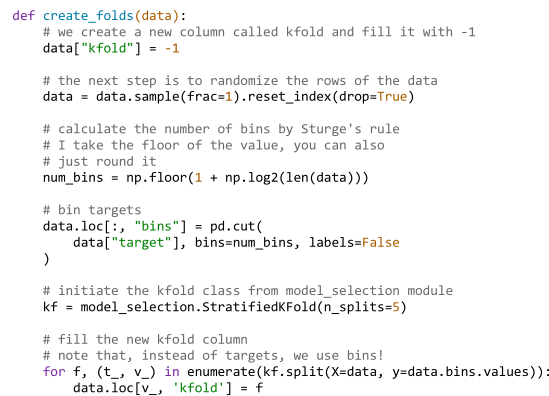 def create_folds(data):
    # we create a new column called kfold and fill it with -1
    data["kfold"] = -1

    # the next step is to randomize the rows of the data
    data = data.sample(frac=1).reset_index(drop=True)

    # calculate the number of bins by Sturge's rule
    # I take the floor of the value, you can also
    # just round it
    num_bins = np.floor(1 + np.log2(len(data)))

    # bin targets
    data.loc[:, "bins"] = pd.cut(
        data["target"], bins=num_bins, labels=False
    )

    # initiate the kfold class from model_selection module
    kf = model_selection.StratifiedKFold(n_splits=5)

    # fill the new kfold column
    # note that, instead of targets, we use bins!
    for f, (t_, v_) in enumerate(kf.split(X=data, y=data.bins.values)):
        data.loc[v_, 'kfold'] = f